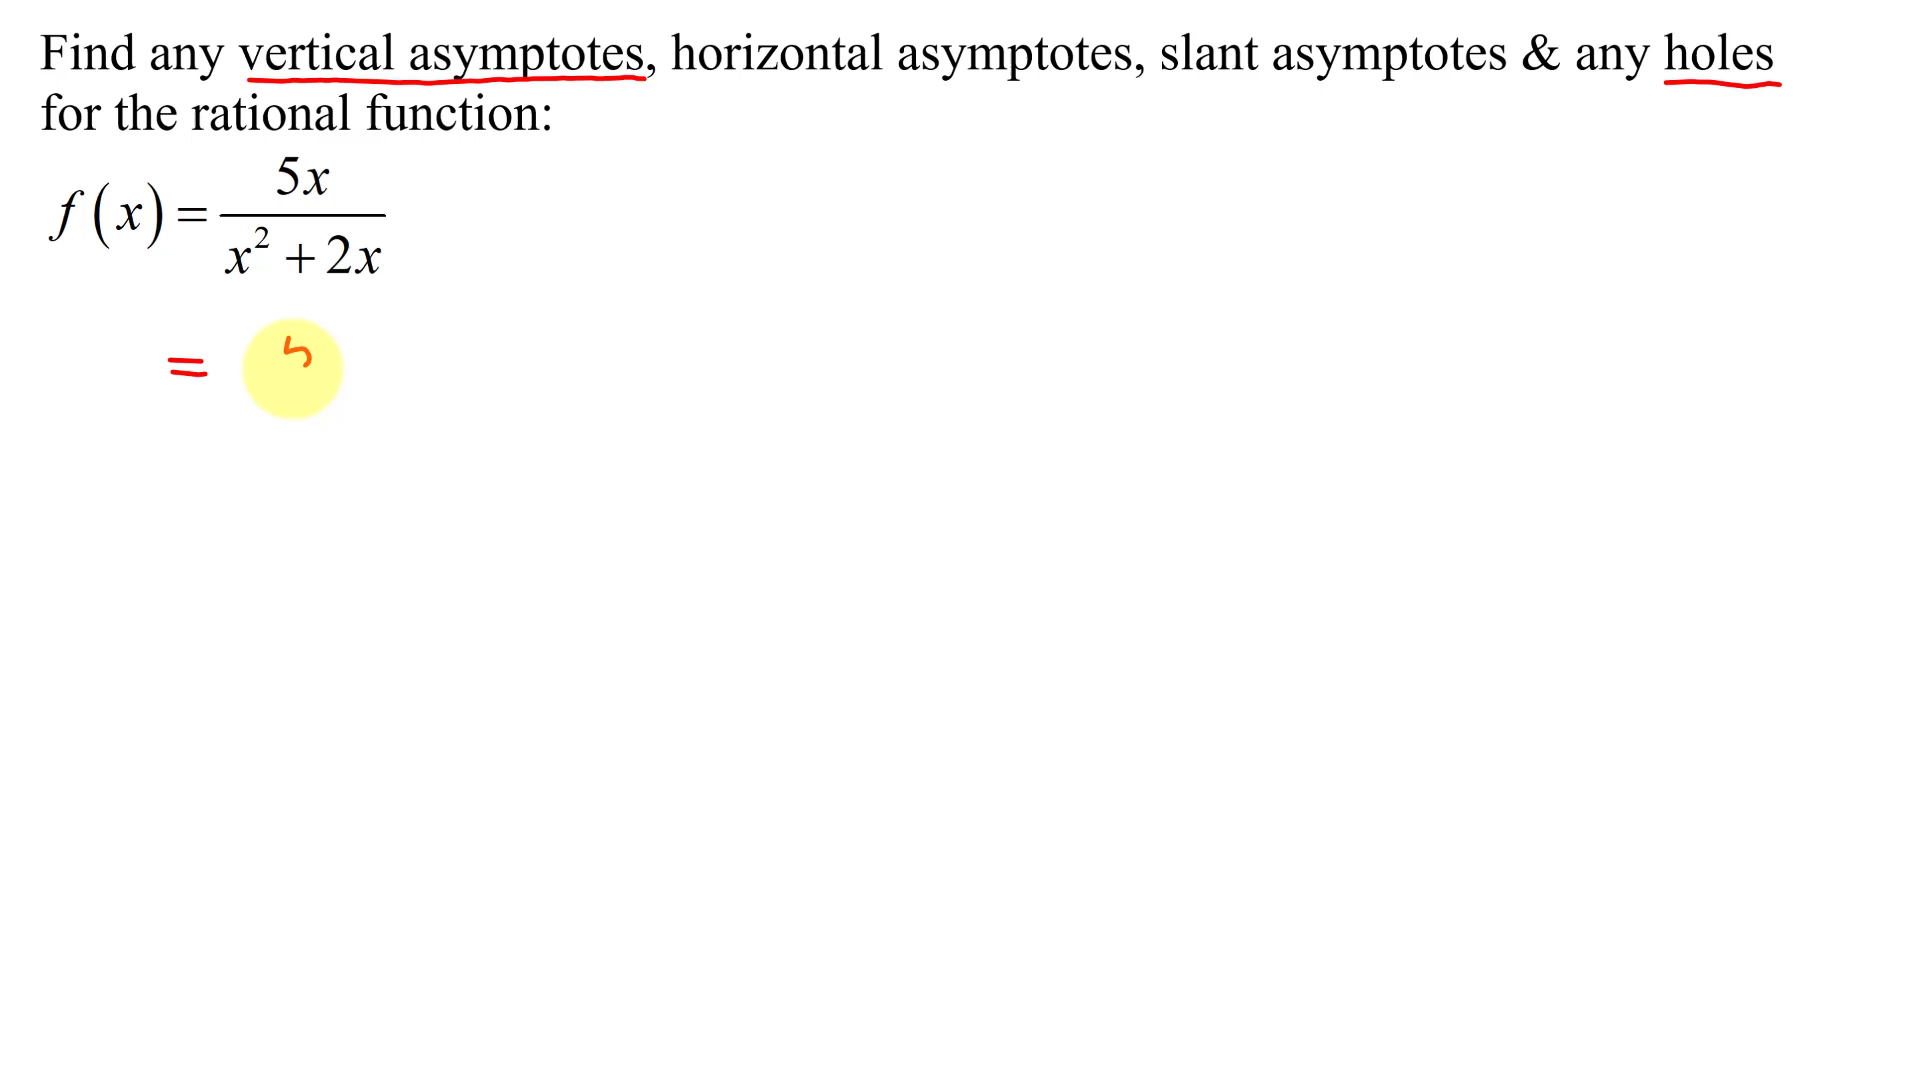 Find any vertical asymptotes, horizontal asymptotes, slant asymptotes & any holes
for the rational function:
f(x) = 5x / (x² + 2x)
= 5